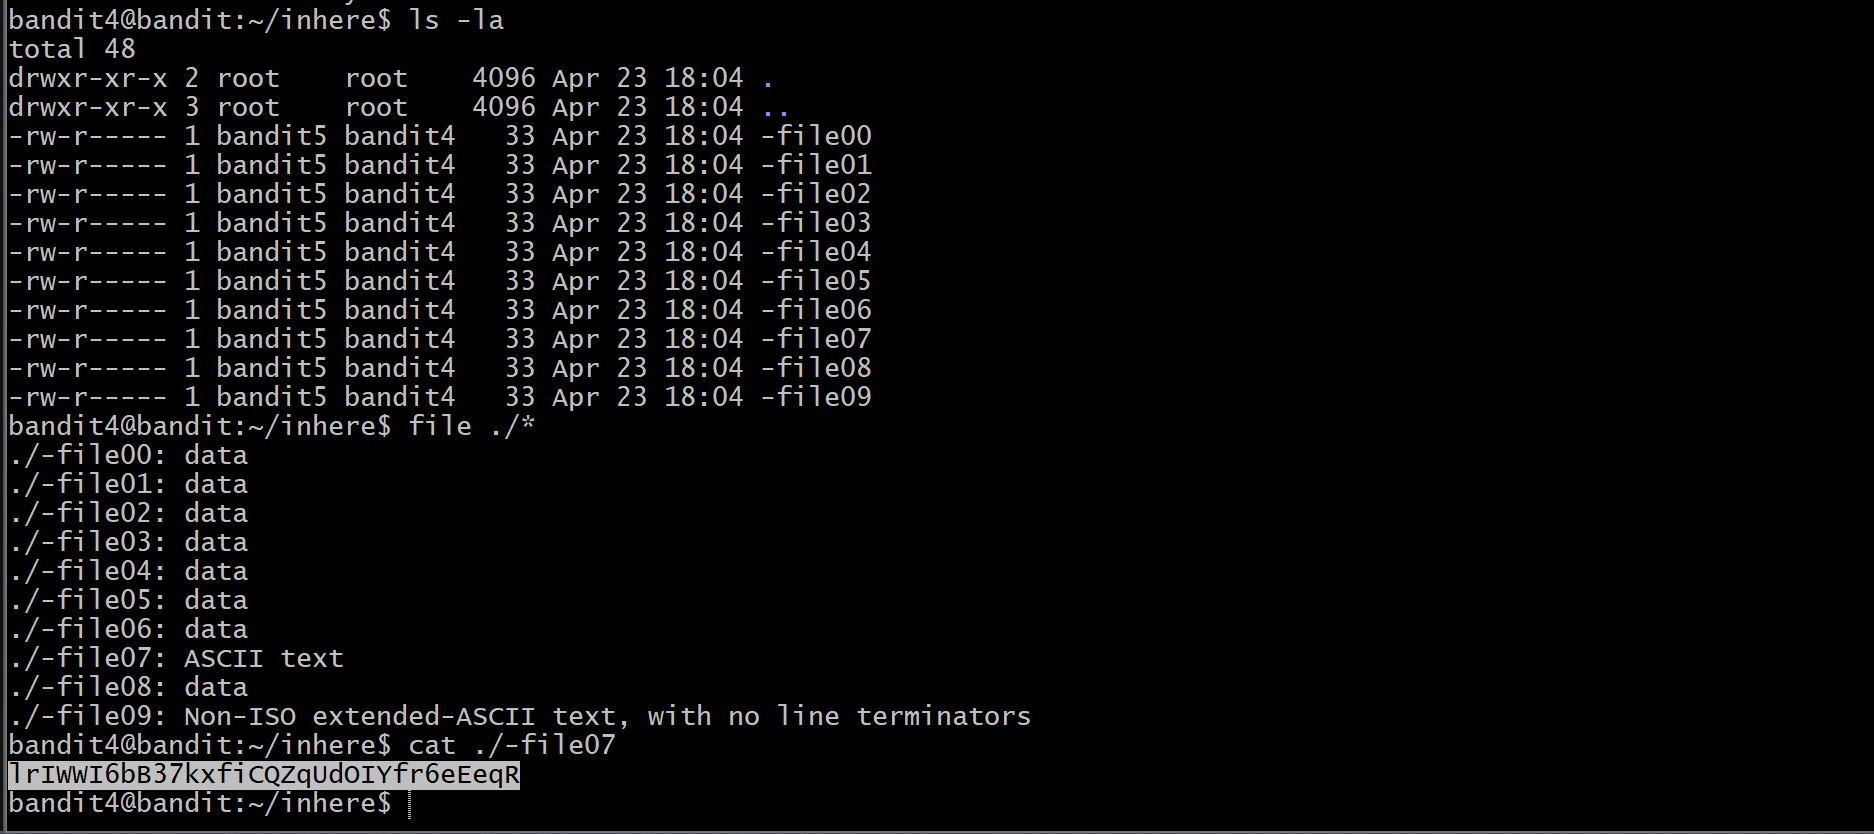 bandit4@bandit:~/inhere$ ls -la
total 48
drwxr-xr-x 2 root    root    4096 Apr 23 18:04 .
drwxr-xr-x 3 root    root    4096 Apr 23 18:04 ..
-rw-r----- 1 bandit5 bandit4   33 Apr 23 18:04 -file00
-rw-r----- 1 bandit5 bandit4   33 Apr 23 18:04 -file01
-rw-r----- 1 bandit5 bandit4   33 Apr 23 18:04 -file02
-rw-r----- 1 bandit5 bandit4   33 Apr 23 18:04 -file03
-rw-r----- 1 bandit5 bandit4   33 Apr 23 18:04 -file04
-rw-r----- 1 bandit5 bandit4   33 Apr 23 18:04 -file05
-rw-r----- 1 bandit5 bandit4   33 Apr 23 18:04 -file06
-rw-r----- 1 bandit5 bandit4   33 Apr 23 18:04 -file07
-rw-r----- 1 bandit5 bandit4   33 Apr 23 18:04 -file08
-rw-r----- 1 bandit5 bandit4   33 Apr 23 18:04 -file09
bandit4@bandit:~/inhere$ file ./*
./-file00: data
./-file01: data
./-file02: data
./-file03: data
./-file04: data
./-file05: data
./-file06: data
./-file07: ASCII text
./-file08: data
./-file09: Non-ISO extended-ASCII text, with no line terminators
bandit4@bandit:~/inhere$ cat ./-file07
lrIWWI6bB37kxfiCQZqUdOIYfr6eEeqR
bandit4@bandit:~/inhere$